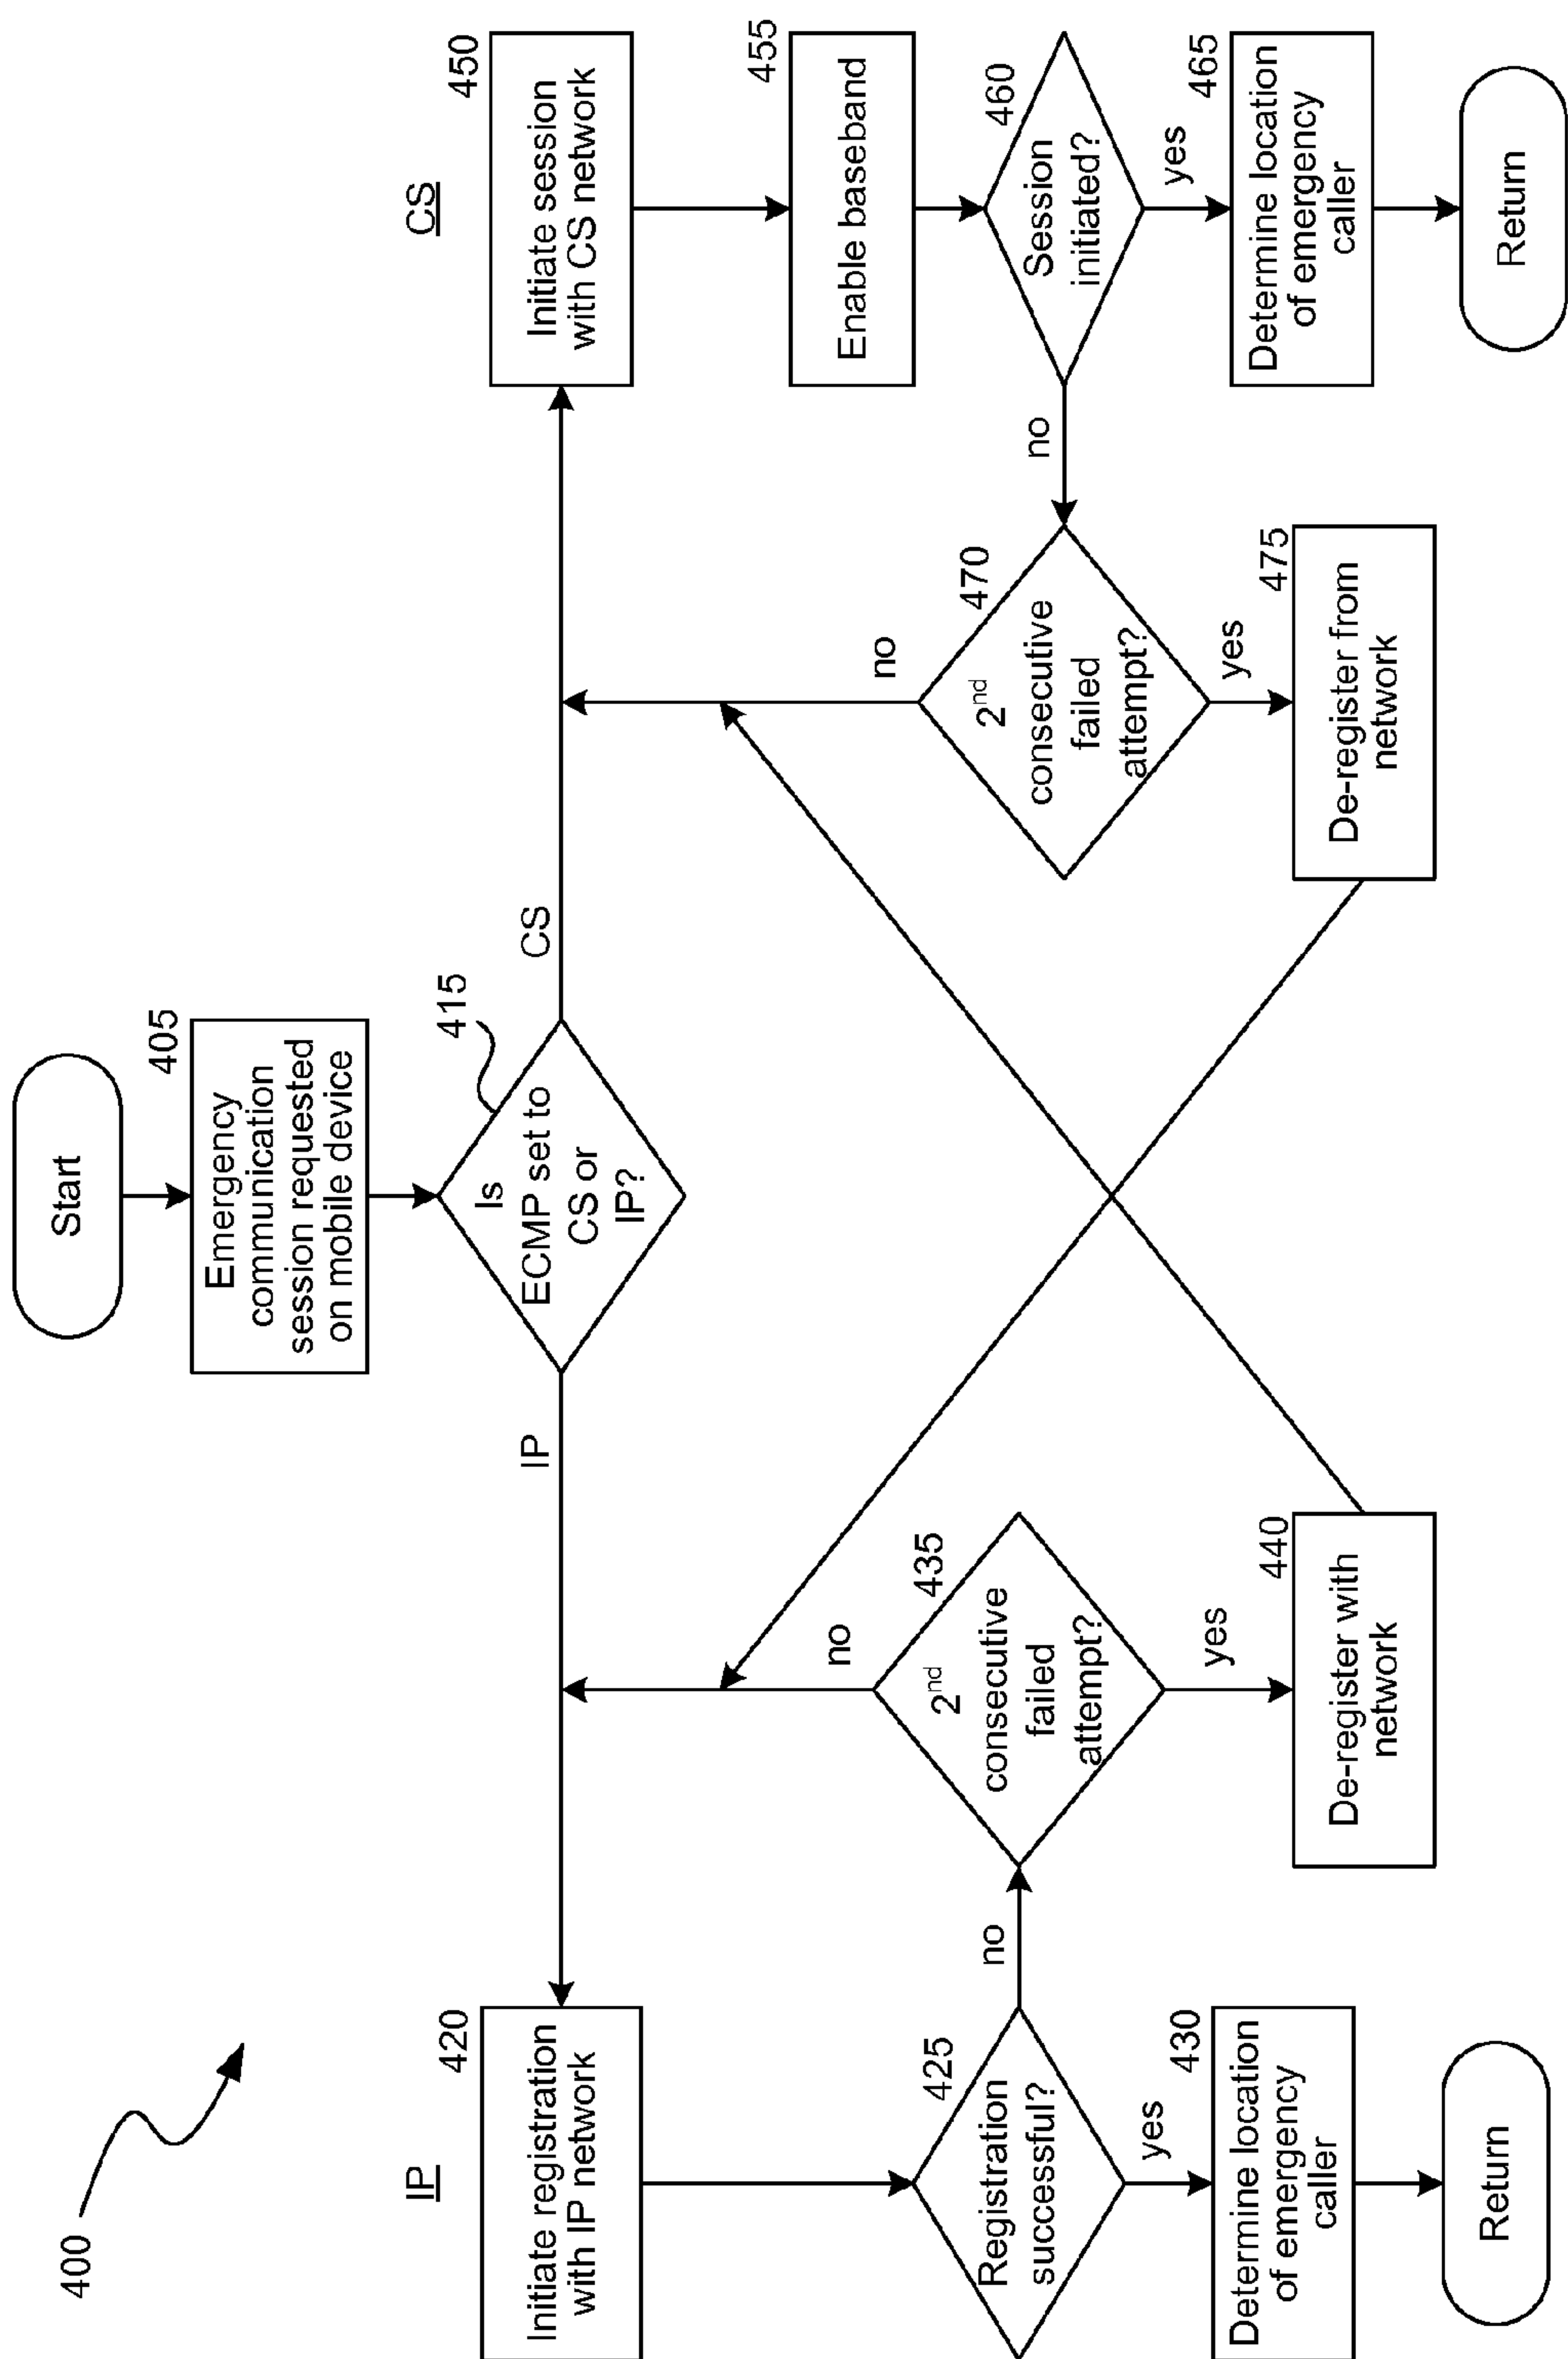 400
Start
405
Emergency
communication
session requested
on mobile device
415
Is
ECMP set to
CS or
IP?
IP
CS
IP
420
Initiate registration
with IP network
425
Registration
successful?
yes
no
430
Determine location
of emergency
caller
Return
435
2nd
consecutive
failed
attempt?
no
yes
440
De-register with
network
CS
450
Initiate session
with CS network
455
Enable baseband
460
Session
initiated?
yes
no
465
Determine location
of emergency
caller
Return
470
2nd
consecutive
failed
attempt?
no
yes
475
De-register from
network